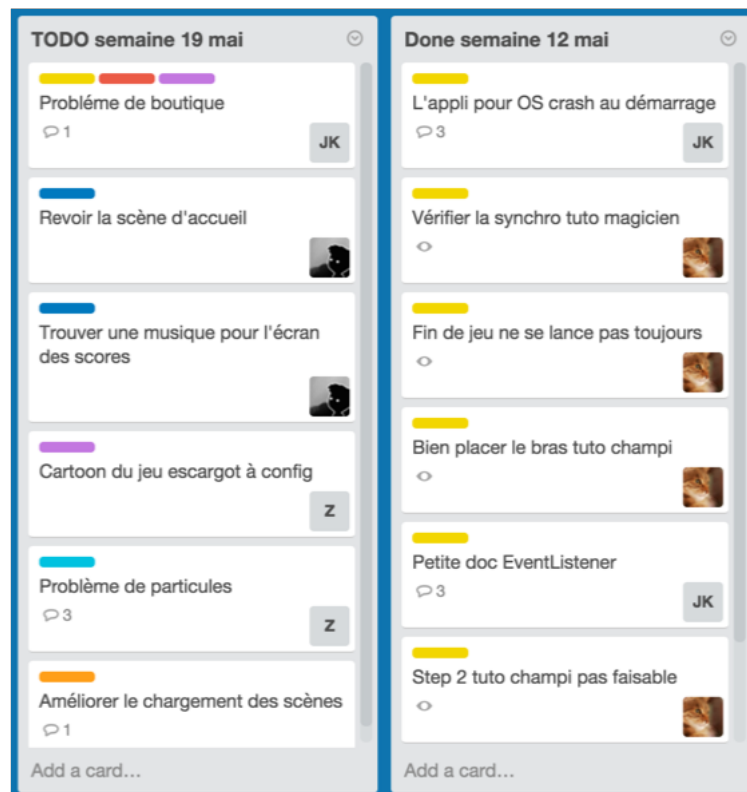 TODO semaine 19 mai
Probléme de boutique
1
JK
Revoir la scène d'accueil
Trouver une musique pour l'écran
des scores
Cartoon du jeu escargot à config
Z
Problème de particules
3
Z
Améliorer le chargement des scènes
1
Add a card...
Done semaine 12 mai
L'appli pour OS crash au démarrage
3
JK
Vérifier la synchro tuto magicien
Fin de jeu ne se lance pas toujours
Bien placer le bras tuto champi
Petite doc EventListener
3
JK
Step 2 tuto champi pas faisable
Add a card...